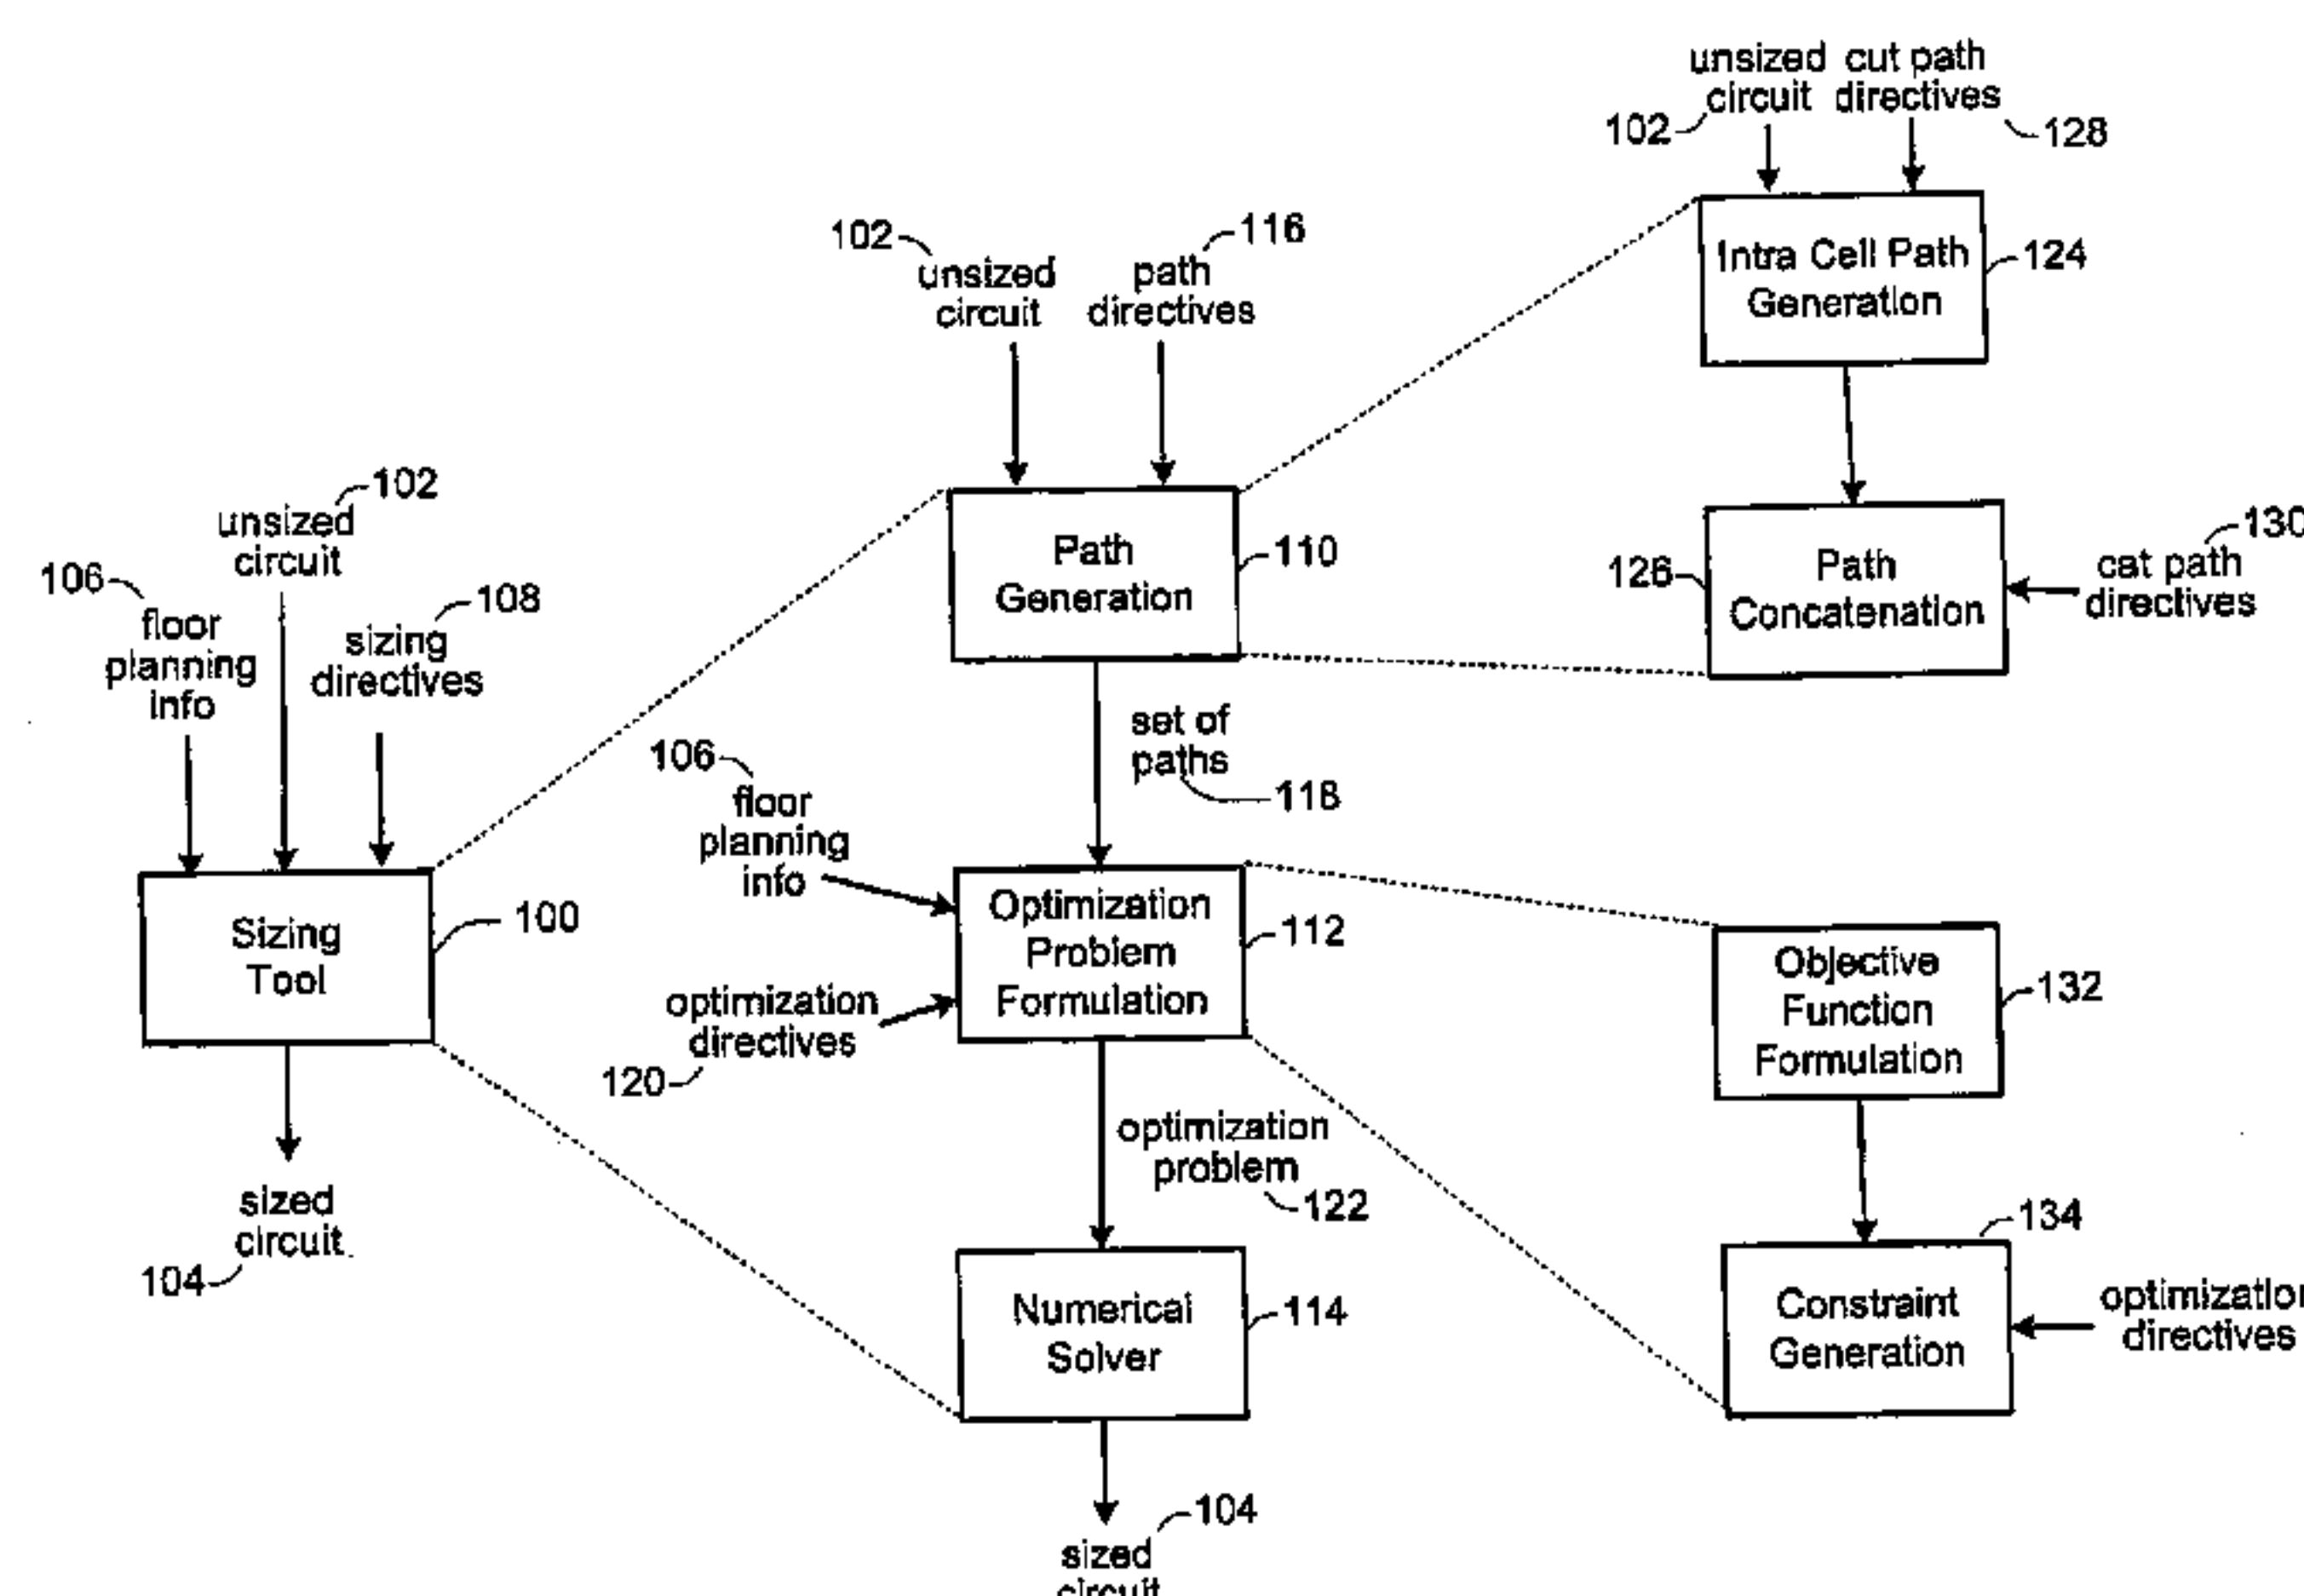 unsized cut path
circuit directives
102
128
Intra Cell Path
Generation
124
102
116
unsized
circuit
path
directives
Path
Generation
110
126
Path
Concatenation
130
cat path
directives
102
unsized
circuit
106
floor
planning
info
108
sizing
directives
set of
paths
118
106
floor
planning
info
Sizing
Tool
100
Optimization
Problem
Formulation
112
optimization
directives
120
Objective
Function
Formulation
132
optimization
problem
122
sized
circuit
104
Numerical
Solver
114
134
Constraint
Generation
optimization
directives
104
sized
circuit